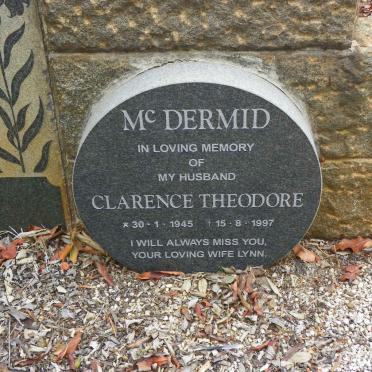 Mc DERMID
IN LOVING MEMORY
OF
MY HUSBAND
CLARENCE THEODORE
* 30 - 1 - 1945 † 15 - 8 - 1997
I WILL ALWAYS MISS YOU,
YOUR LOVING WIFE LYNN.